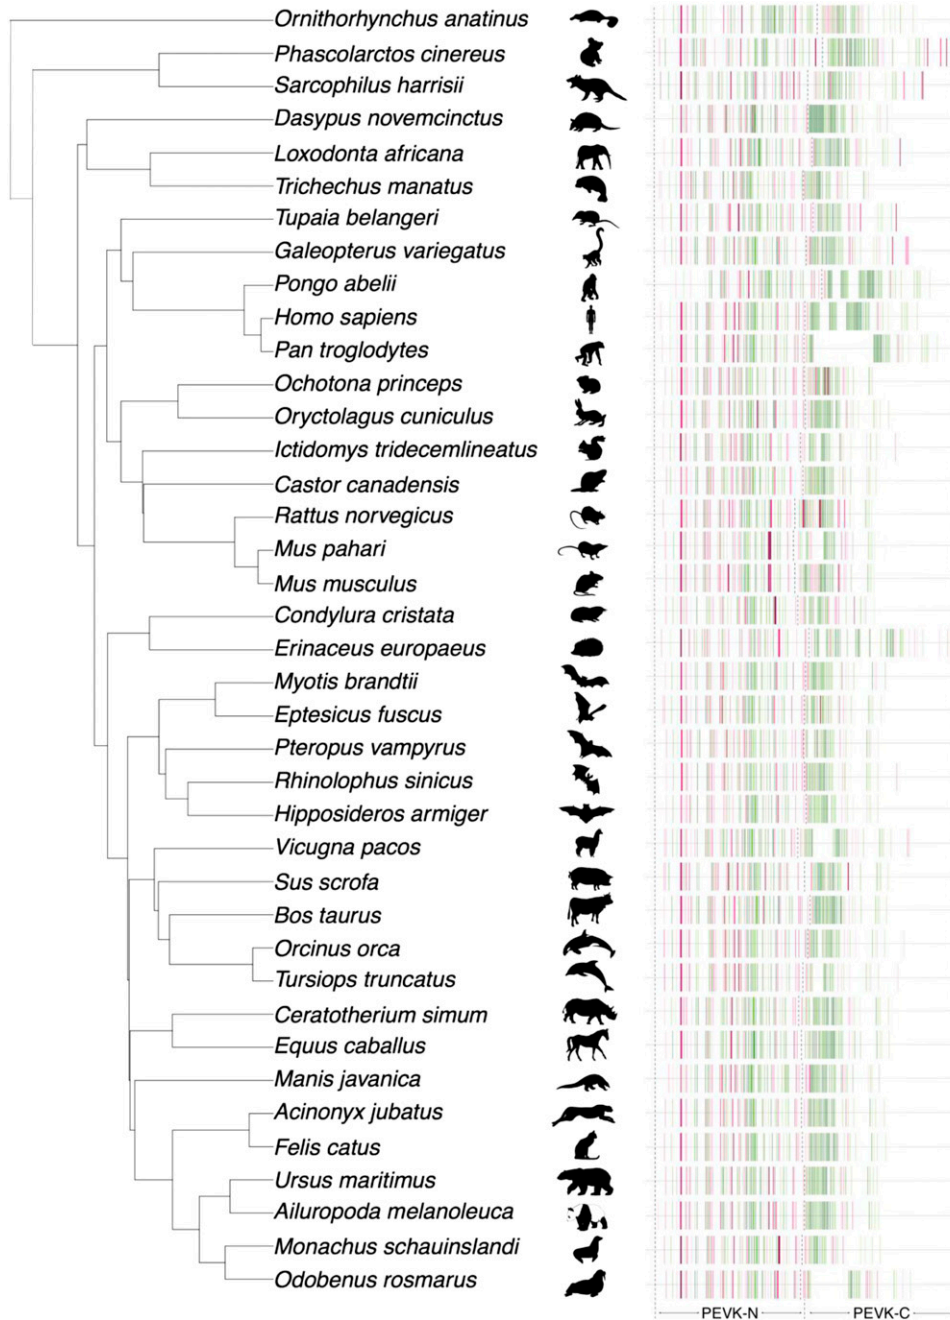 Ornithorhynchus anatinus
Phascolarctos cinereus
Sarcophilus harrisii
Dasypus novemcinctus
Loxodonta africana
Trichechus manatus
Tupaia belangeri
Galeopterus variegatus
Pongo abelii
Homo sapiens
Pan troglodytes
Ochotona princeps
Oryctolagus cuniculus
Ictidomys tridecemlineatus
Castor canadensis
Rattus norvegicus
Mus pahari
Mus musculus
Condylura cristata
Erinaceus europaeus
Myotis brandtii
Eptesicus fuscus
Pteropus vampyrus
Rhinolophus sinicus
Hipposideros armiger
Vicugna pacos
Sus scrofa
Bos taurus
Orcinus orca
Tursiops truncatus
Ceratotherium simum
Equus caballus
Manis javanica
Acinonyx jubatus
Felis catus
Ursus maritimus
Ailuropoda melanoleuca
Monachus schauinslandi
Odobenus rosmarus
PEVK-N PEVK-C